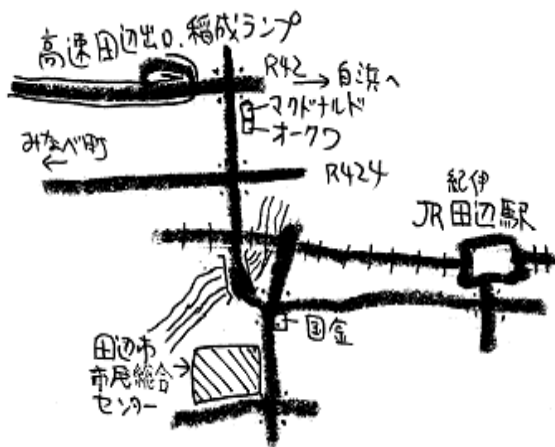 高速田辺出口.稲成ランプ
R42
→白浜へ
マクドナルド
オークワ
みなべ町
←
R424
紀伊
JR田辺駅
国金
田辺市
市民総合→
センター